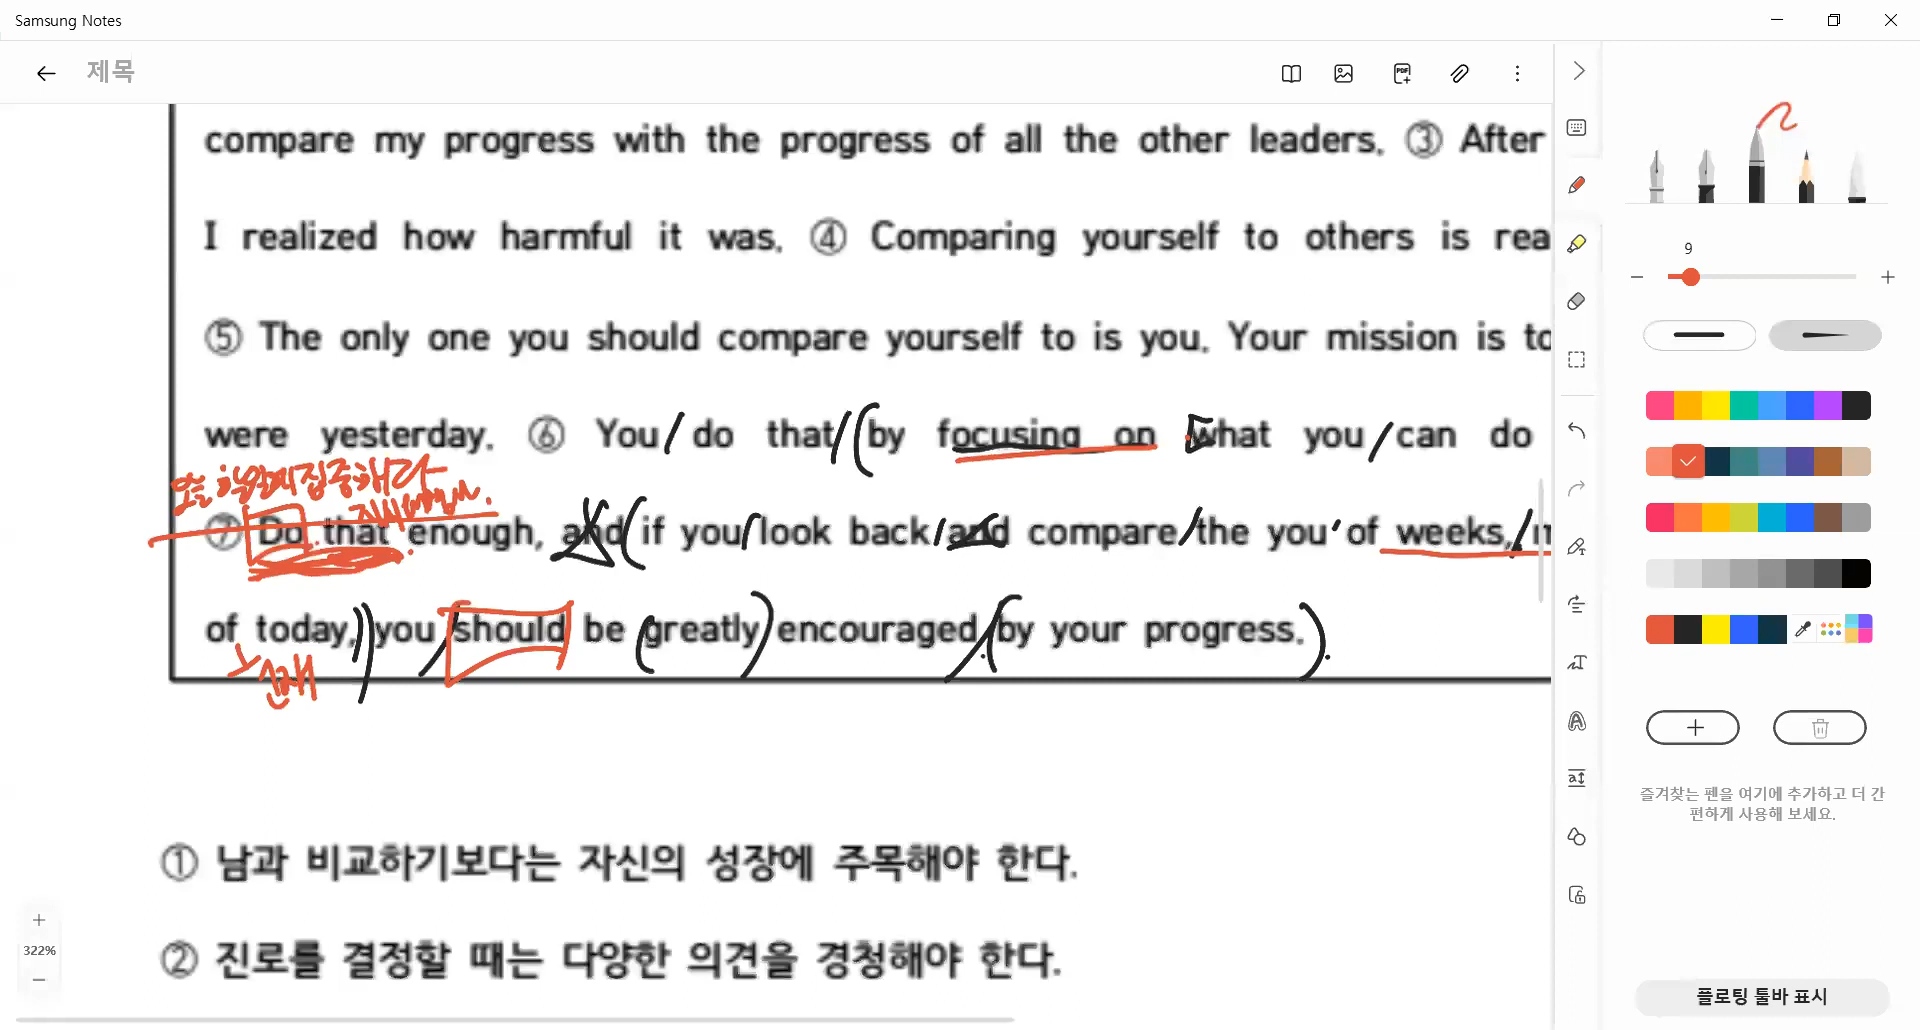 Samsung Notes
제목
compare my progress with the progress of all the other leaders. ③ After
I realized how harmful it was. ④ Comparing yourself to others is rea
⑤ The only one you should compare yourself to is you. Your mission is to
were yesterday. ⑥ You do that by focusing on what you can do
⑦ Do that enough, and if you look back and compare the you of weeks, m
of today, you should be greatly encouraged by your progress.
① 남과 비교하기보다는 자신의 성장에 주목해야 한다.
② 진로를 결정할 때는 다양한 의견을 경청해야 한다.
322%
9
즐겨찾는 펜을 여기에 추가하고 더 간
편하게 사용해 보세요.
플로팅 툴바 표시